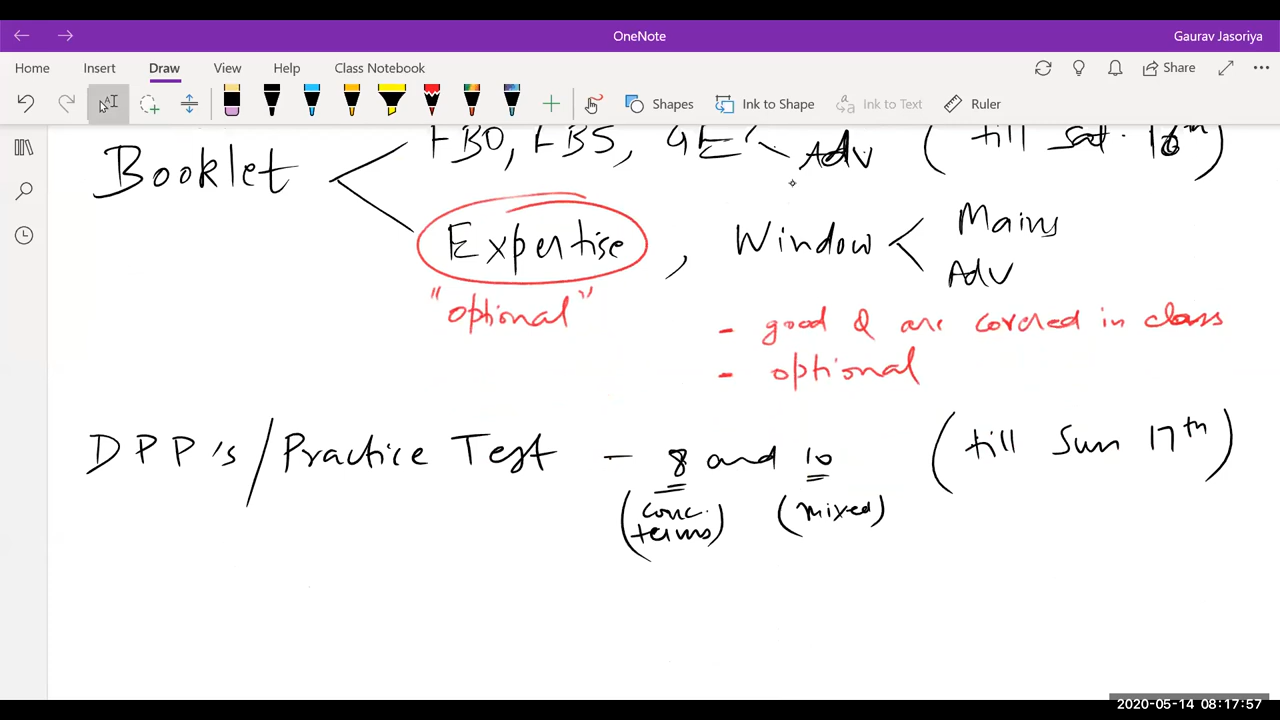 OneNote
Gaurav Jasoriya
Home Insert Draw View Help Class Notebook Share
Shapes Ink to Shape Ink to Text Ruler
FBO, FBS, GE Adv (till Sat. 16th)
Booklet
Expertise, Window Mains
Adv
"optional"
- good Q are covered in class
- optional
DPP's/Practice Test - 8 and 10 (till Sun 17th)
(conc. terms) (mixed)
2020-05-14 08:17:57